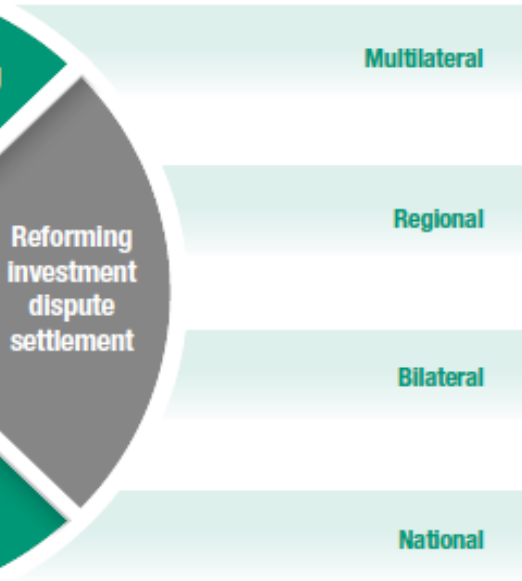 Multilateral
Regional
Reforming
investment
dispute
settlement
Bilateral
National